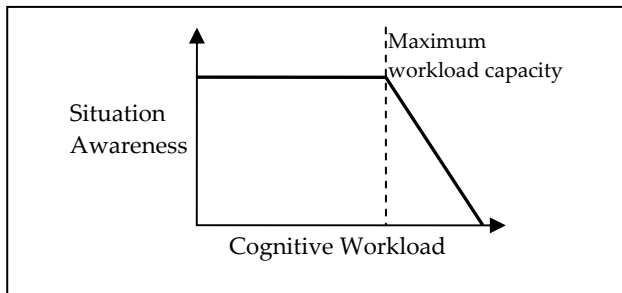 Maximum
workload capacity
Situation
Awareness
Cognitive Workload